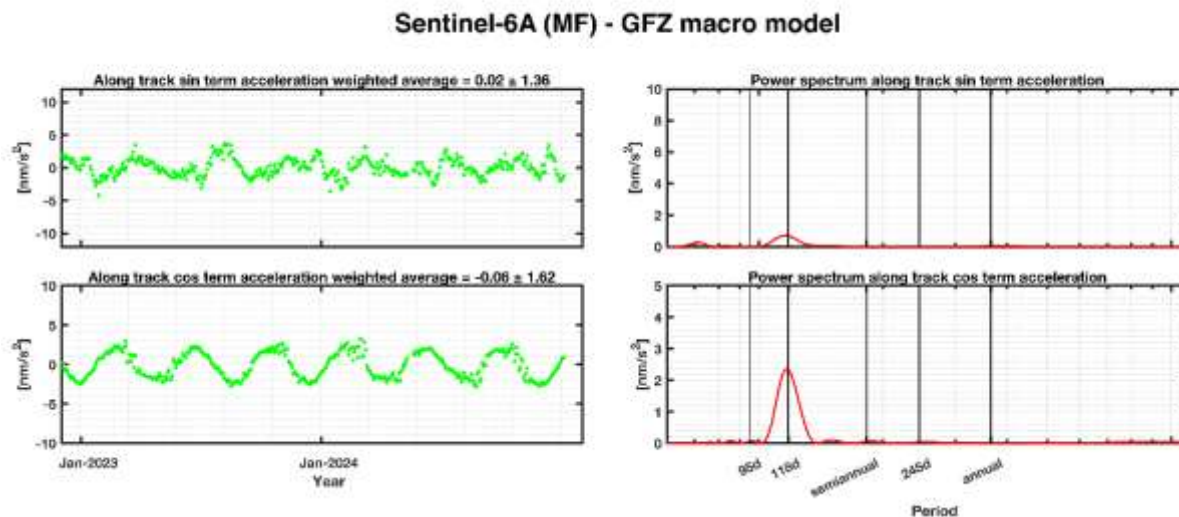 Sentinel-6A (MF) - GFZ macro model
Along track sin term acceleration weighted average = 0.02 ± 1.36
10
5
0
-5
-10
[nm/s²]
Power spectrum along track sin term acceleration
10
8
6
4
2
0
[nm/s²]
Along track cos term acceleration weighted average = -0.06 ± 1.62
10
5
0
-5
-10
[nm/s²]
Jan-2023
Jan-2024
Year
Power spectrum along track cos term acceleration
5
4
3
2
1
0
[nm/s²]
118d
semiannual
245d
annual
Period